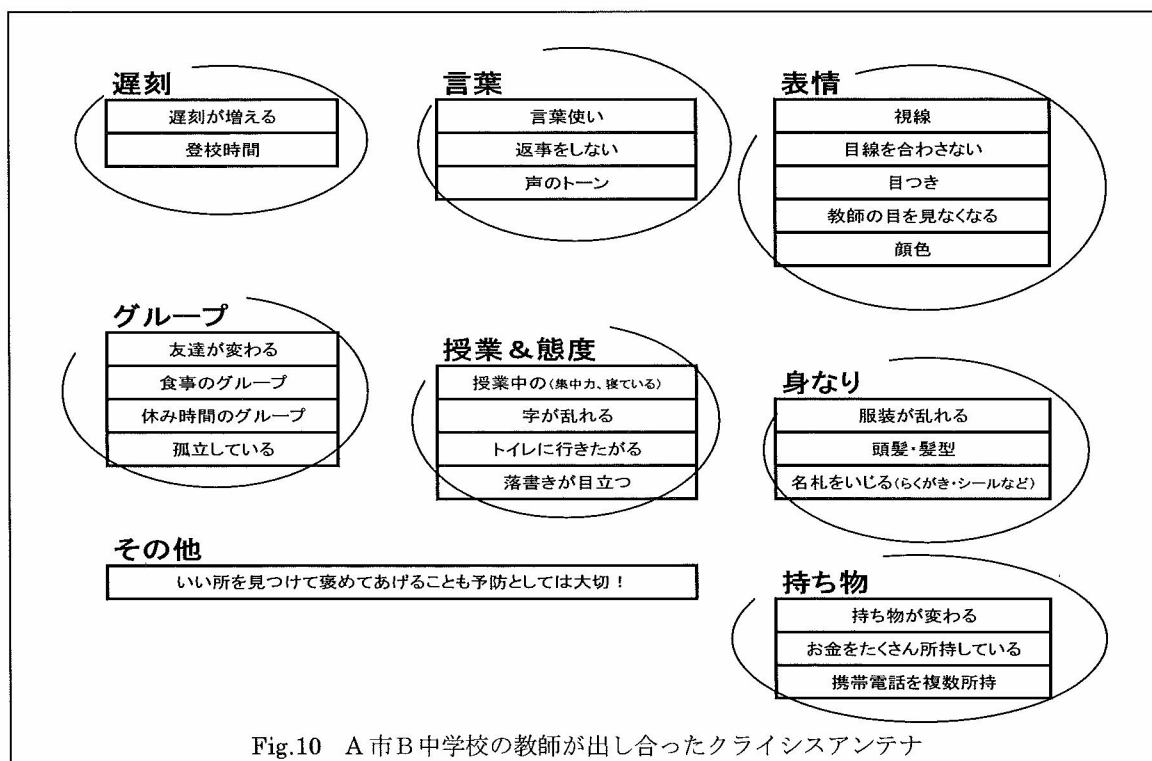 遅刻
遅刻が増える
登校時間
言葉
言葉使い
返事をしない
声のトーン
表情
視線
目線を合わさない
目つき
教師の目を見なくなる
顔色
グループ
友達が変わる
食事のグループ
休み時間のグループ
孤立している
授業＆態度
授業中の(集中力、寝ている)
字が乱れる
トイレに行きたがる
落書きが目立つ
身なり
服装が乱れる
頭髪・髪型
名札をいじる(らくがき・シールなど)
その他
いい所を見つけて褒めてあげることも予防としては大切！
持ち物
持ち物が変わる
お金をたくさん所持している
携帯電話を複数所持
Fig.10 A市B中学校の教師が出し合ったクライシスアンテナ